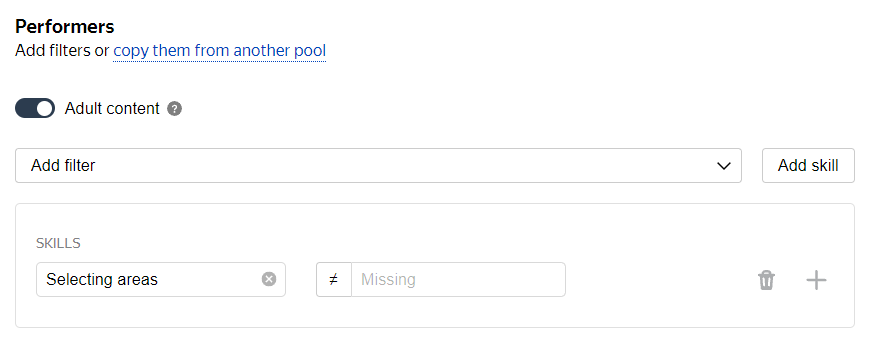 Performers
Add filters or copy them from another pool
Adult content ?
Add filter
Add skill
SKILLS
Selecting areas
≠ Missing